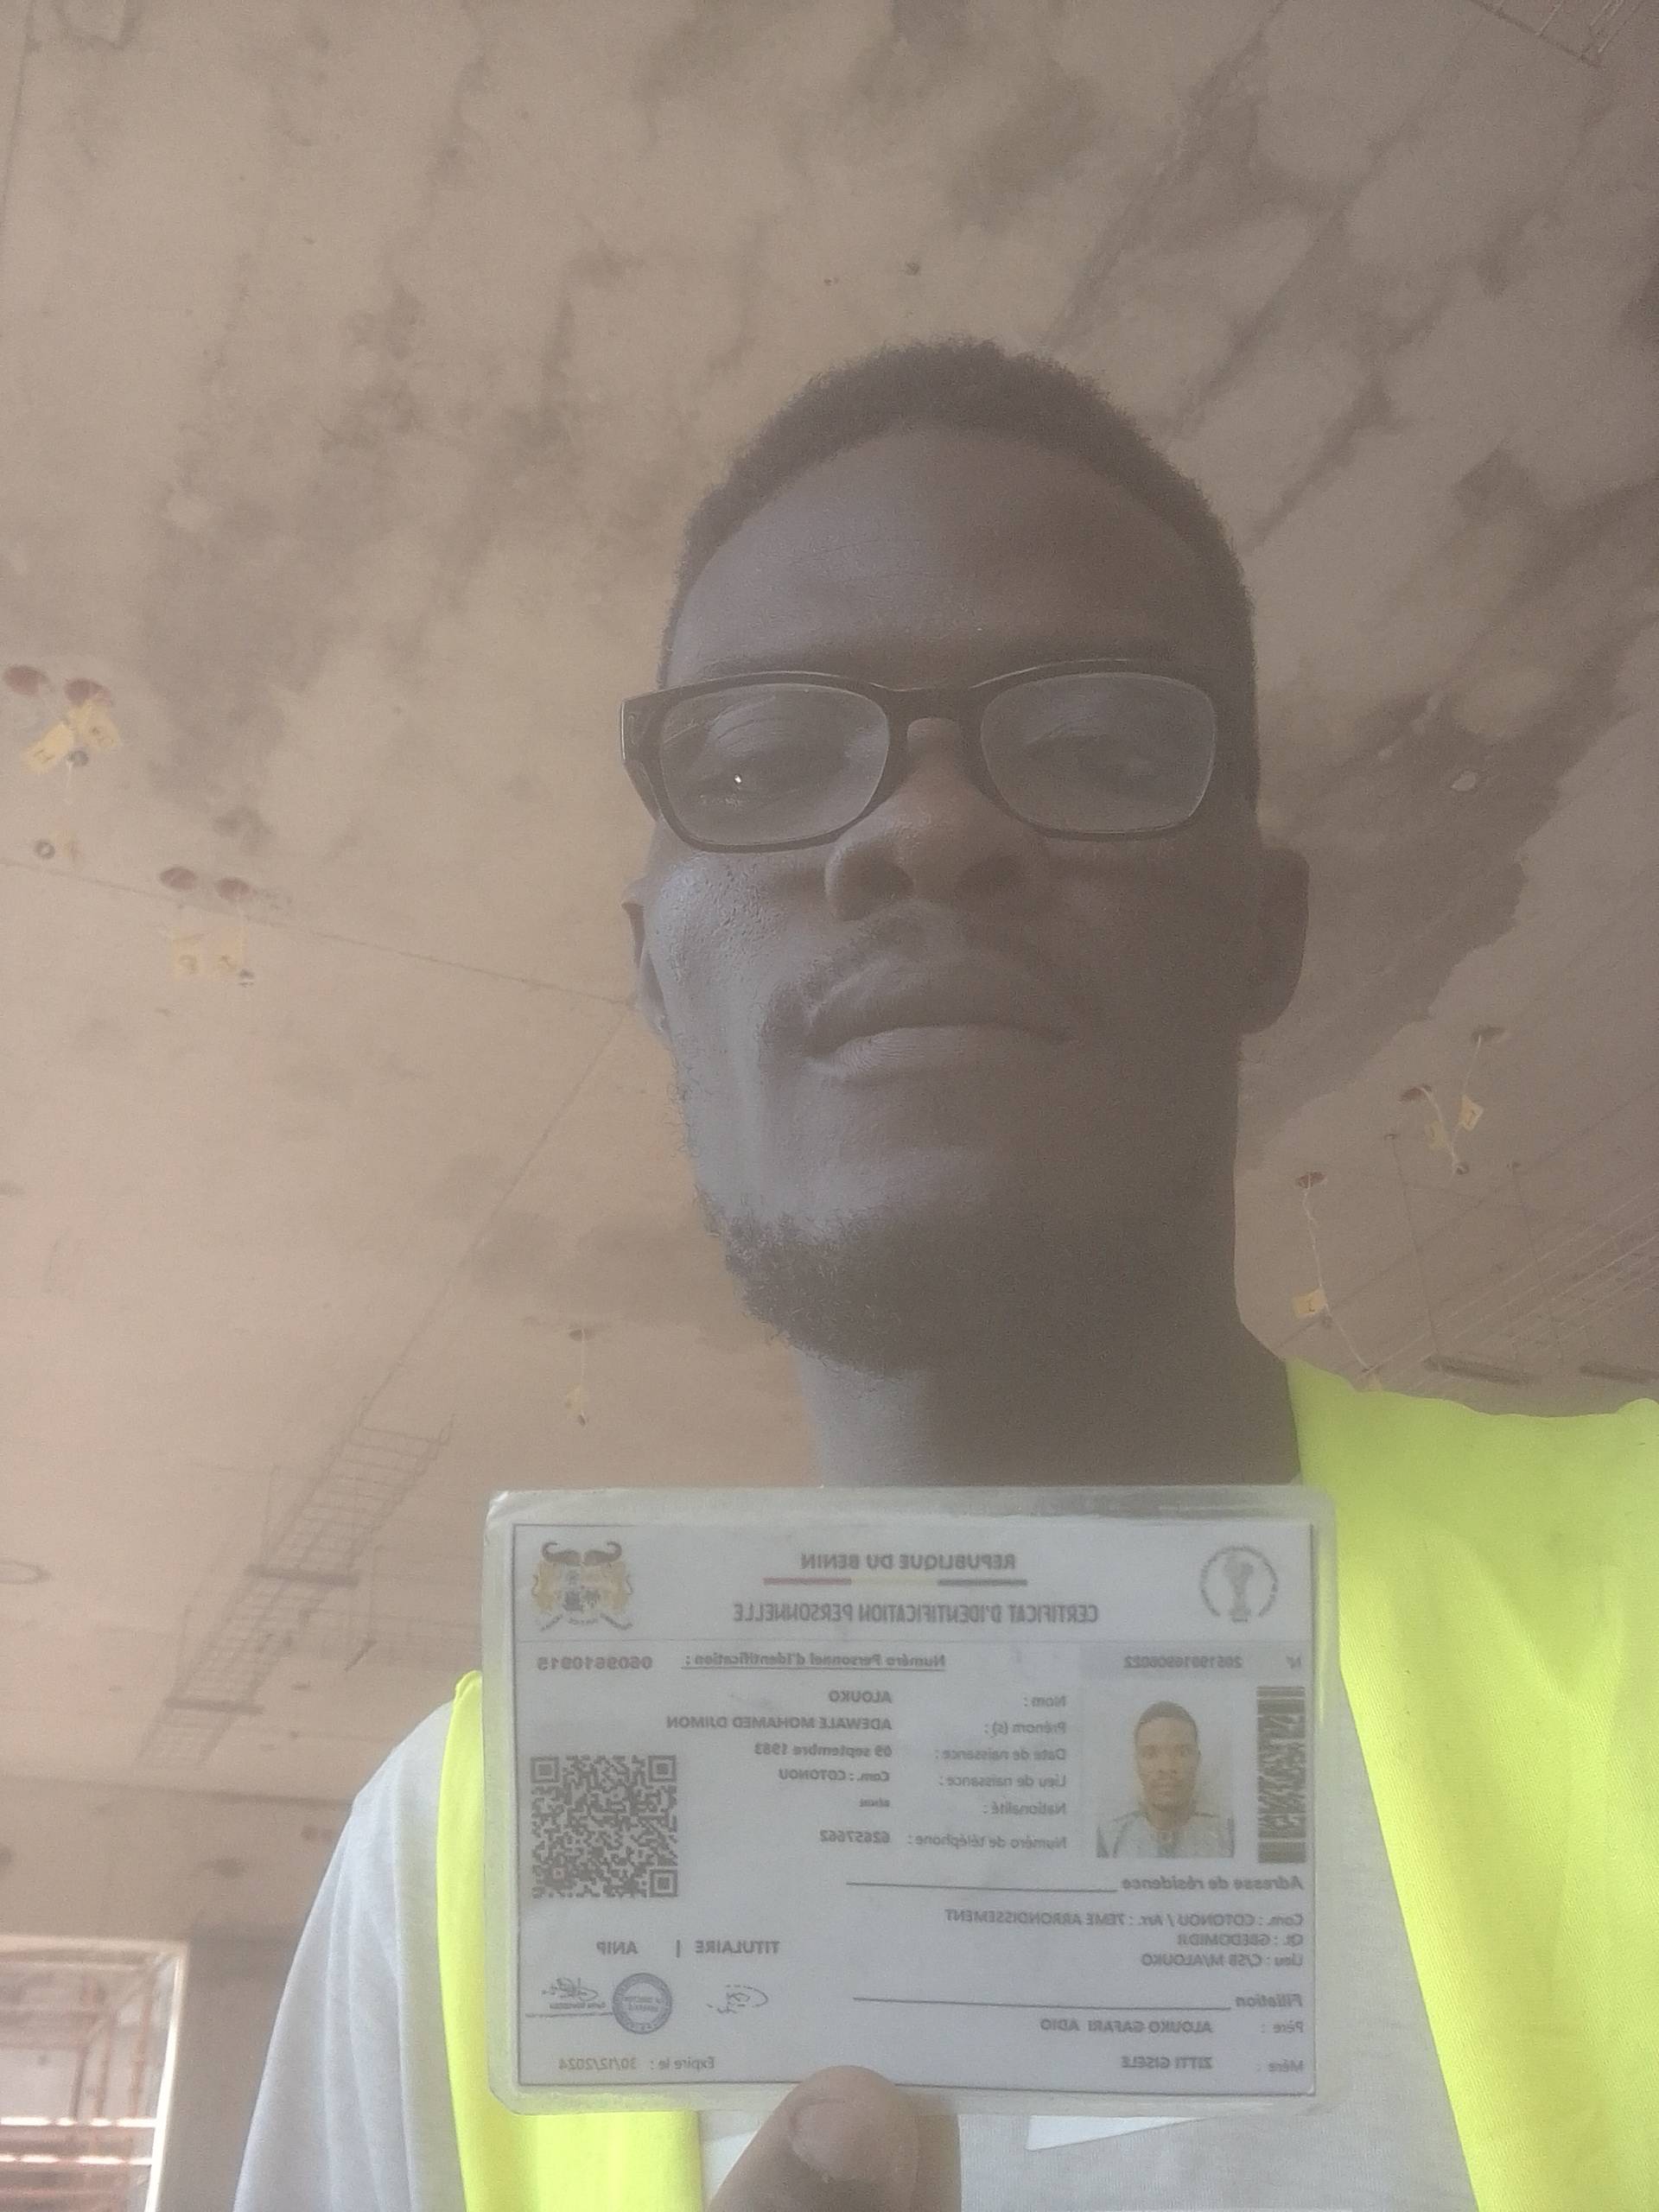 REPUBLIQUE DU BENIN
CERTIFICAT D'IDENTIFICATION PERSONNELLE
N°
Numéro Personnel d'Identification : 0609610915
Nom : ALOUKO
Prénom (s) : ADEWALE MOHAMED DJIMON
Date de naissance : 09 septembre 1983
Lieu de naissance : Com. : COTONOU
Nationalité :
Numéro de téléphone : 62657662
Adresse de résidence
Com. : COTONOU / Arr. : 7EME ARRONDISSEMENT
Qt. : GBEDOMIDJI
Lieu : C/SB M/ALOUKO
TITULAIRE | ANIP
Filiation
Père : ALOUKO GAFARI ADIO
Mère : ZITTI GISELE
Expire le : 30/12/2024